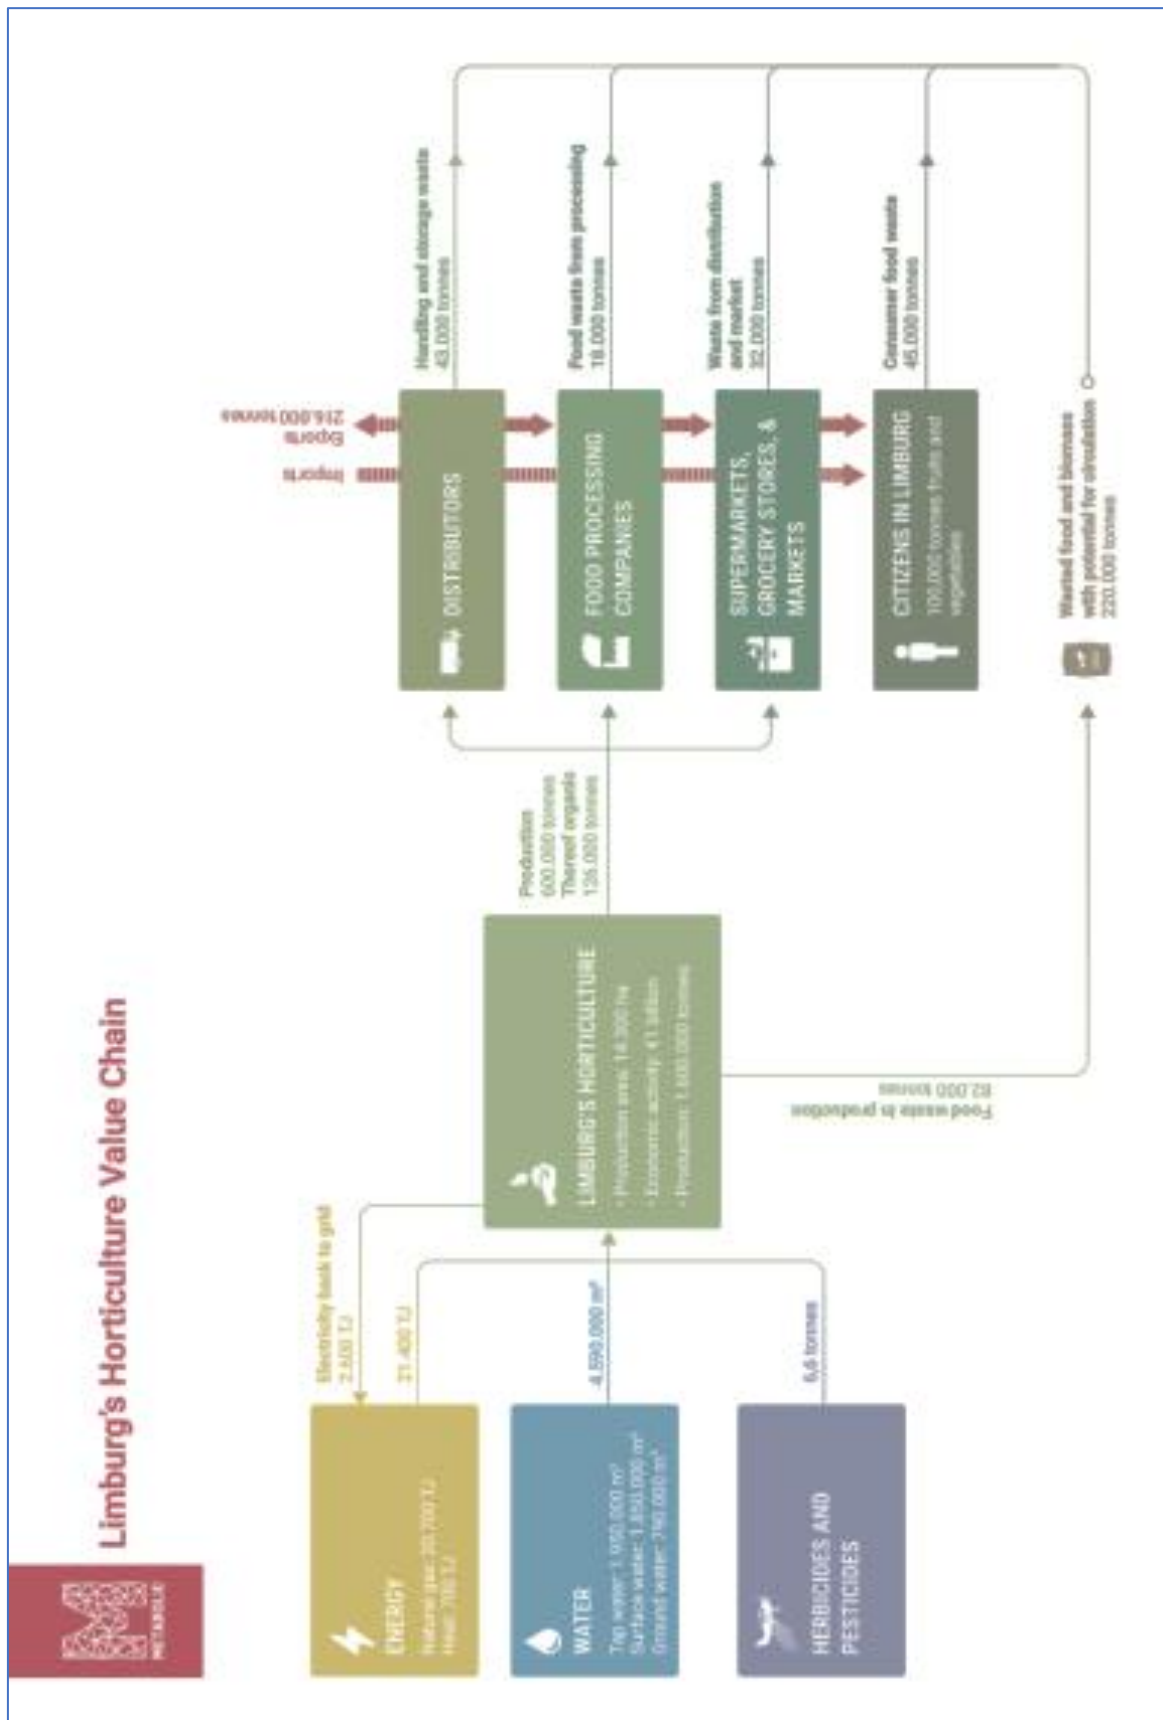 METABOLIC
Limburg's Horticulture Value Chain
ENERGY
Natural gas: 20.700 TJ
Heat: 700 TJ
Electricity back to grid
2.600 TJ
21.400 TJ
WATER
Tap water: 1.950.000 m³
Surface water: 1.850.000 m³
Ground water: 790.000 m³
4.590.000 m³
HERBICIDES AND
PESTICIDES
6,6 tonnes
LIMBURG'S HORTICULTURE
• Production area: 14.300 ha
• Economic activity: €1 billion
• Production: 1.600.000 tonnes
Food waste in production
82.000 tonnes
Production
600.000 tonnes
Thereof organic
126.000 tonnes
Imports
Exports
216.000 tonnes
DISTRIBUTORS
Handling and storage waste
43.000 tonnes
FOOD PROCESSING
COMPANIES
Food waste from processing
18.000 tonnes
SUPERMARKETS,
GROCERY STORES, &
MARKETS
Waste from distribution
and market
32.000 tonnes
CITIZENS IN LIMBURG
100,000 tonnes fruits and
vegetables
Consumer food waste
45.000 tonnes
Wasted food and biomass
with potential for circulation
220.000 tonnes